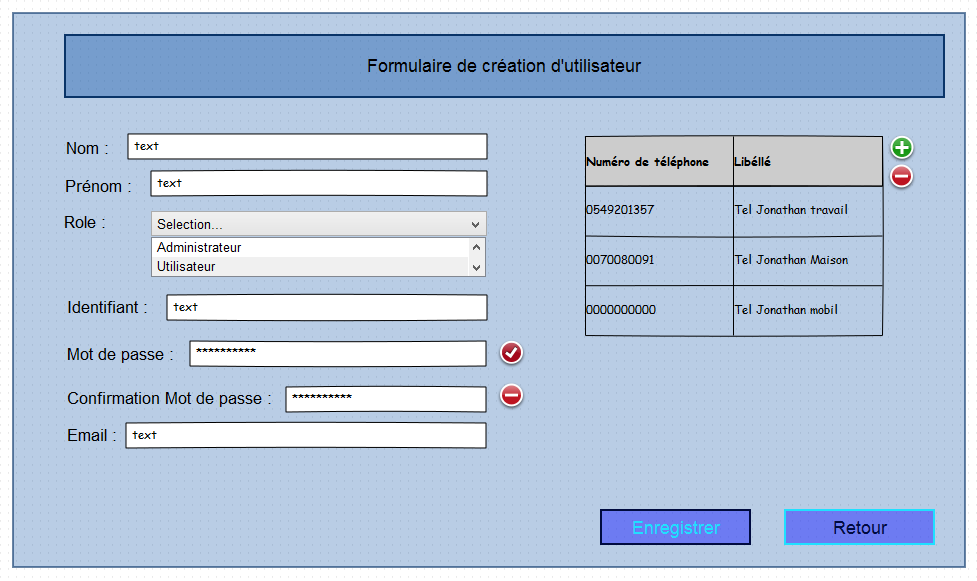 Formulaire de création d'utilisateur
Nom : text
Prénom : text
Role : Selection...
Administrateur
Utilisateur
Identifiant : text
Mot de passe : **********
Confirmation Mot de passe : **********
Email : text
Numéro de téléphone Libéllé
0549201357 Tel Jonathan travail
0070080091 Tel Jonathan Maison
0000000000 Tel Jonathan mobil
Enregistrer Retour